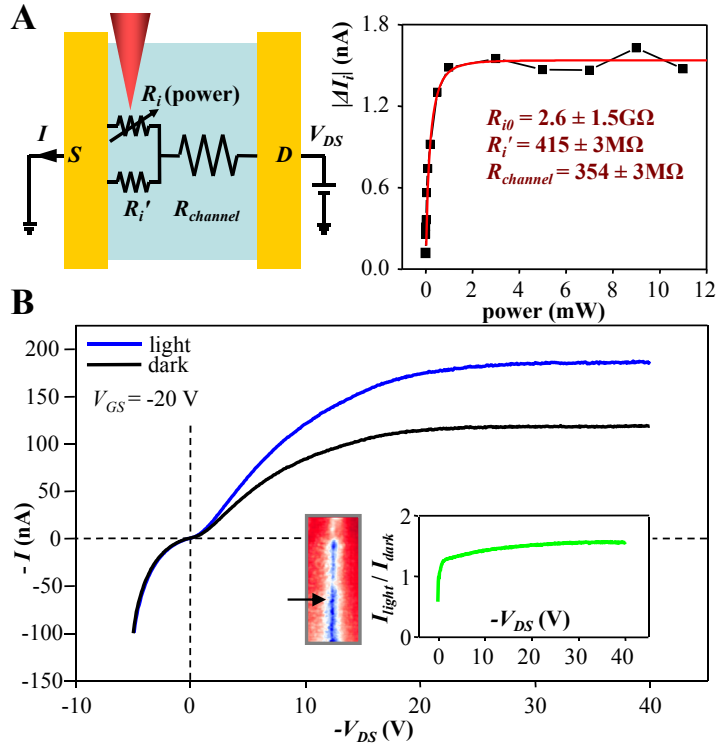 A
R_i (power)
I
S
D
V_DS
R_i′
R_channel
|ΔI_i| (nA)
1.8
1.2
0.6
0.0
R_i0 = 2.6 ± 1.5GΩ
R_i′ = 415 ± 3MΩ
R_channel = 354 ± 3MΩ
0 2 4 6 8 10 12
power (mW)
B
200
150
100
50
0
-50
-100
-150
- I (nA)
light
dark
V_GS = -20 V
2
1
0
I_light / I_dark
-V_DS (V)
0 10 20 30 40
-10 0 10 20 30 40
-V_DS (V)